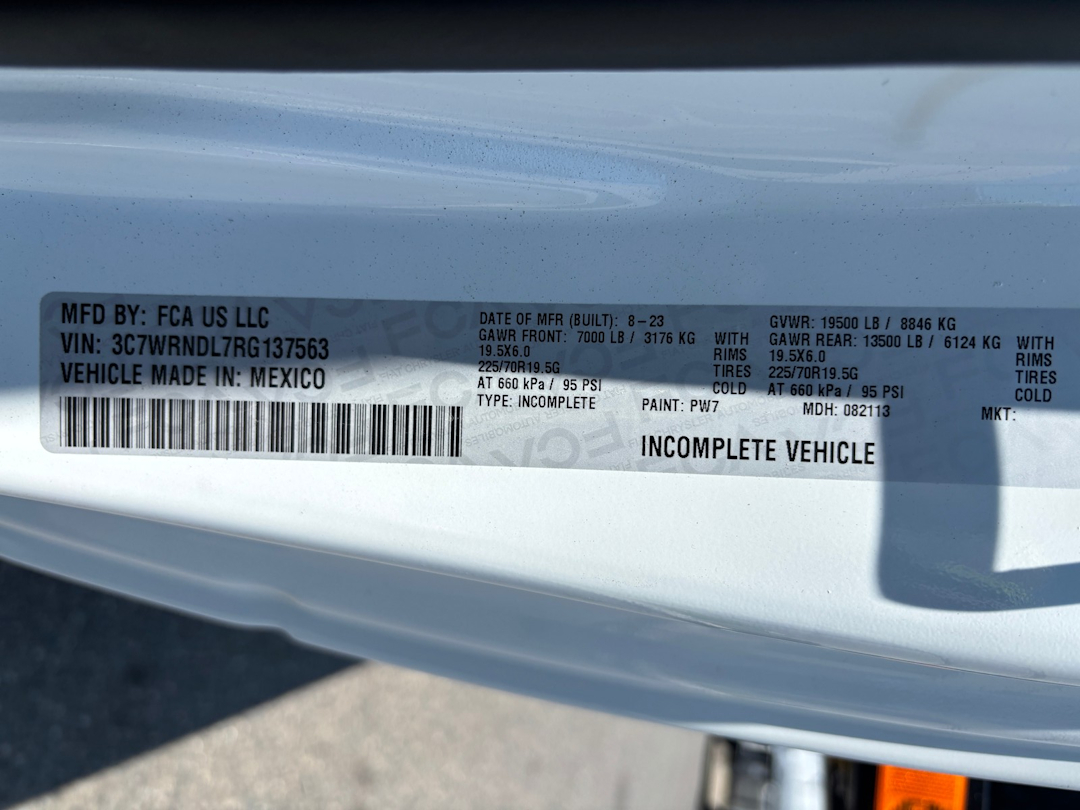 MFD BY: FCA US LLC
VIN: 3C7WRNDL7RG137563
VEHICLE MADE IN: MEXICO
DATE OF MFR (BUILT): 8-23
GAWR FRONT: 7000 LB / 3176 KG WITH
19.5X6.0 RIMS
225/70R19.5G TIRES
AT 660 kPa / 95 PSI COLD
TYPE: INCOMPLETE
GVWR: 19500 LB / 8846 KG
GAWR REAR: 13500 LB / 6124 KG WITH
19.5X6.0 RIMS
225/70R19.5G TIRES
AT 660 kPa / 95 PSI COLD
PAINT: PW7 MDH: 082113 MKT:
INCOMPLETE VEHICLE